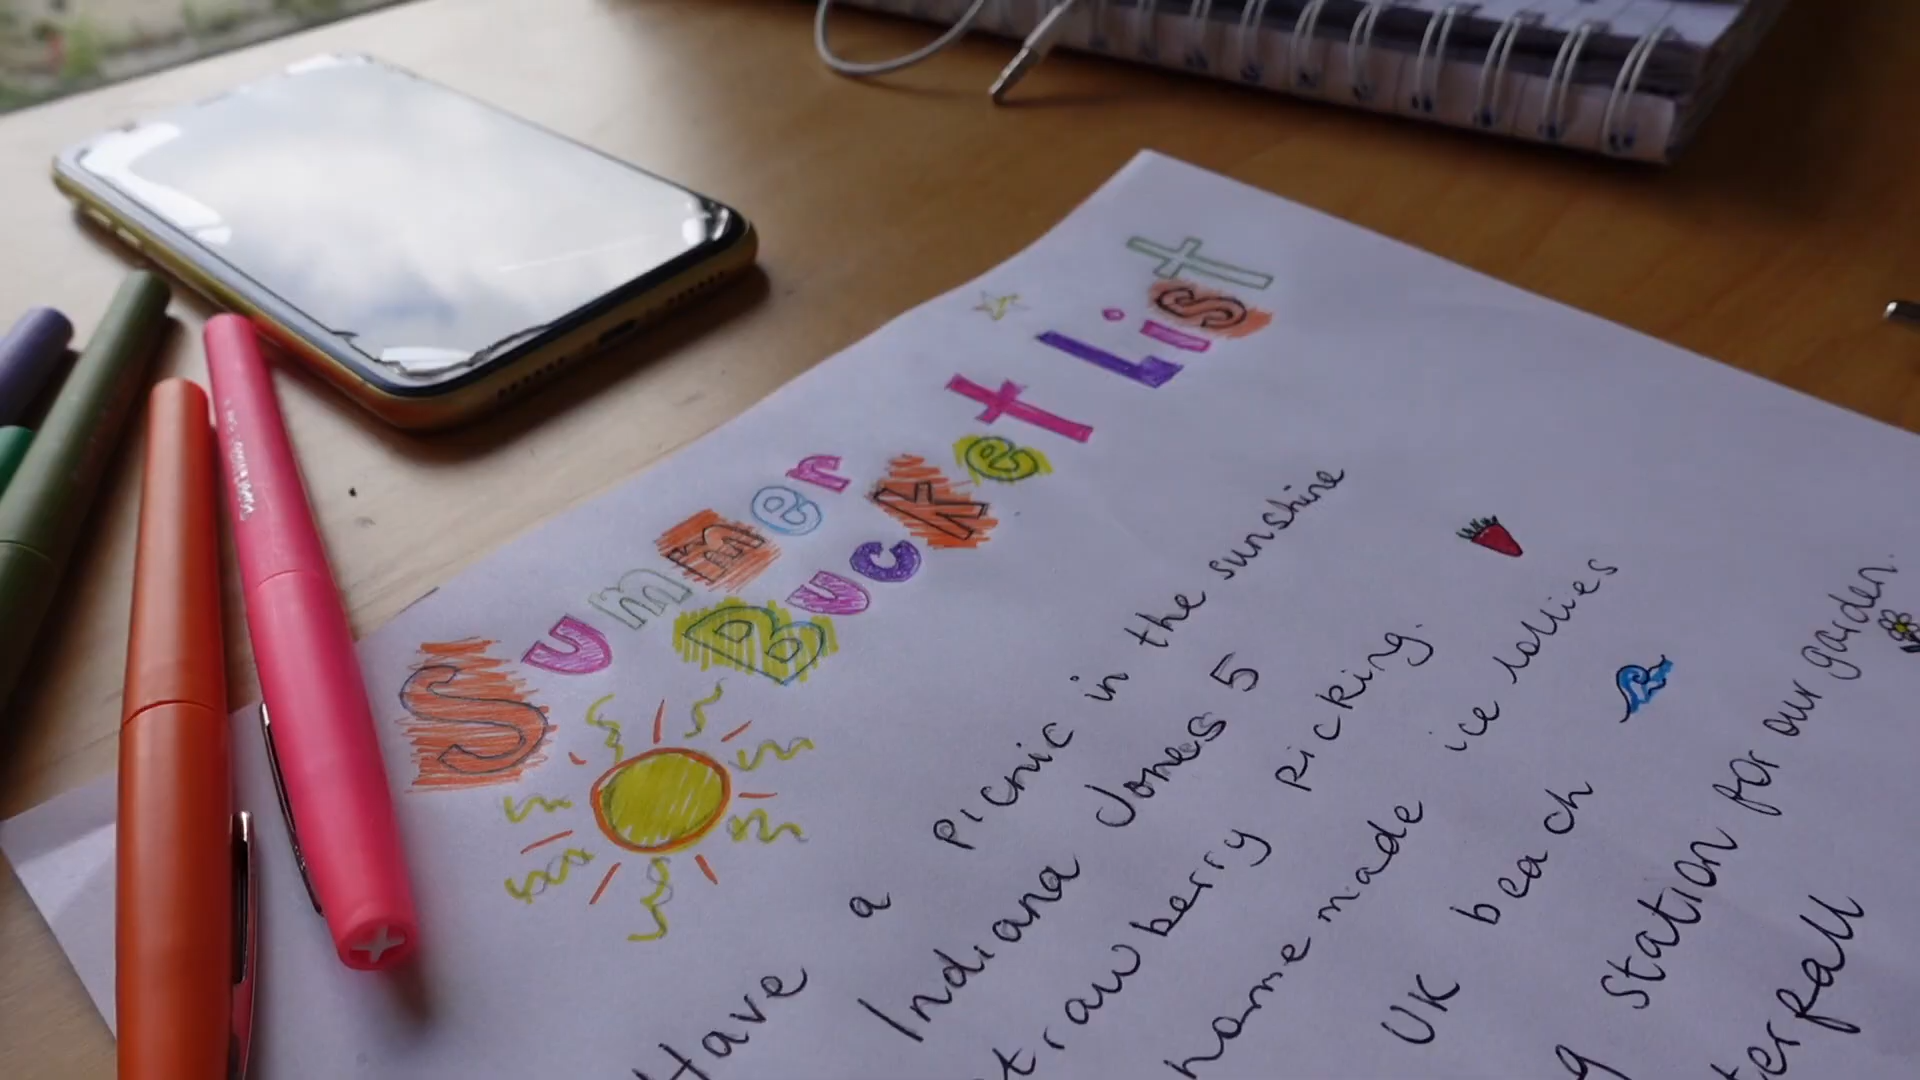 Summer
Bucket List
Have a picnic in the sunshine
Indiana Jones 5
strawberry picking.
homemade ice lollies
UK beach
station for our garden.